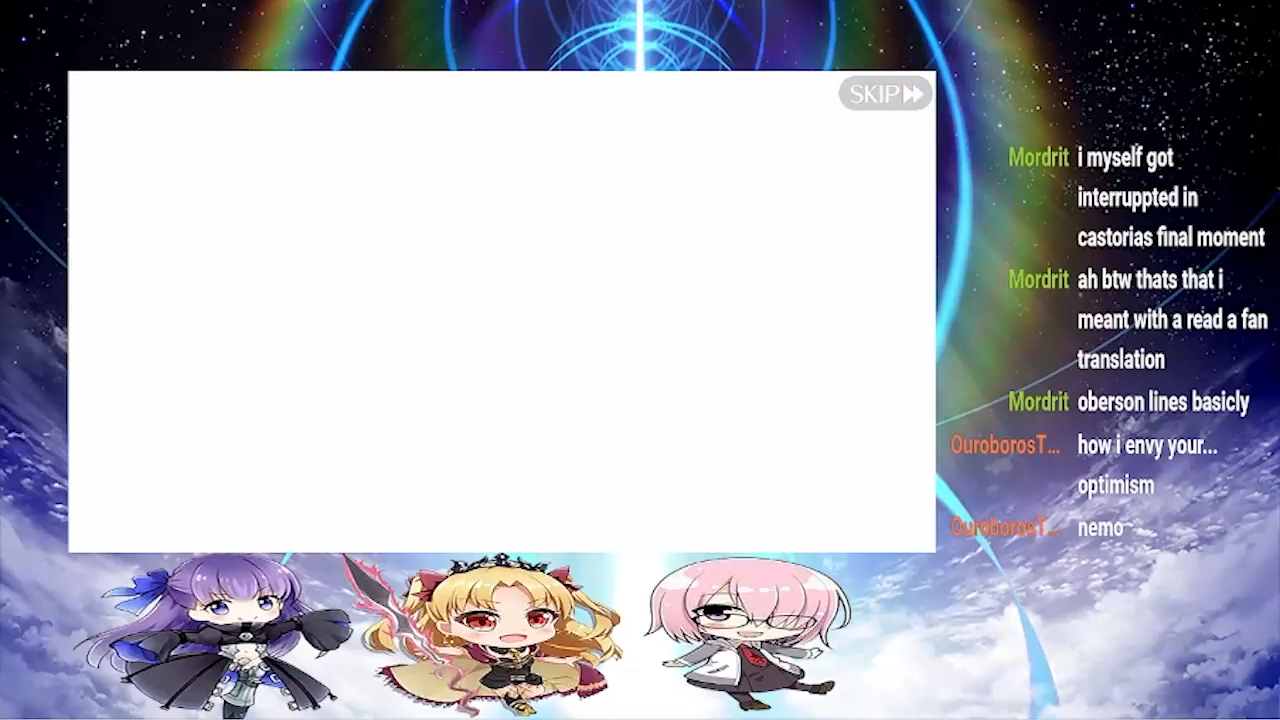 SKIP
Mordrit i myself got
interruppted in
castorias final moment
Mordrit ah btw thats that i
meant with a read a fan
translation
Mordrit oberson lines basicly
OuroborosT... how i envy your...
optimism
OuroborosT... nemo